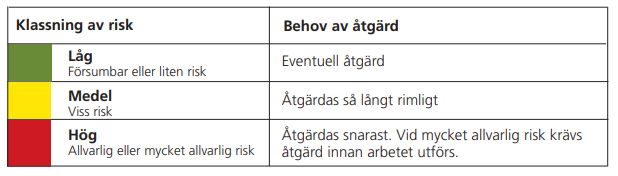 Klassning av risk
Behov av åtgärd
Låg
Försumbar eller liten risk
Eventuell åtgärd
Medel
Viss risk
Åtgärdas så långt rimligt
Hög
Allvarlig eller mycket allvarlig risk
Åtgärdas snarast. Vid mycket allvarlig risk krävs
åtgärd innan arbetet utförs.